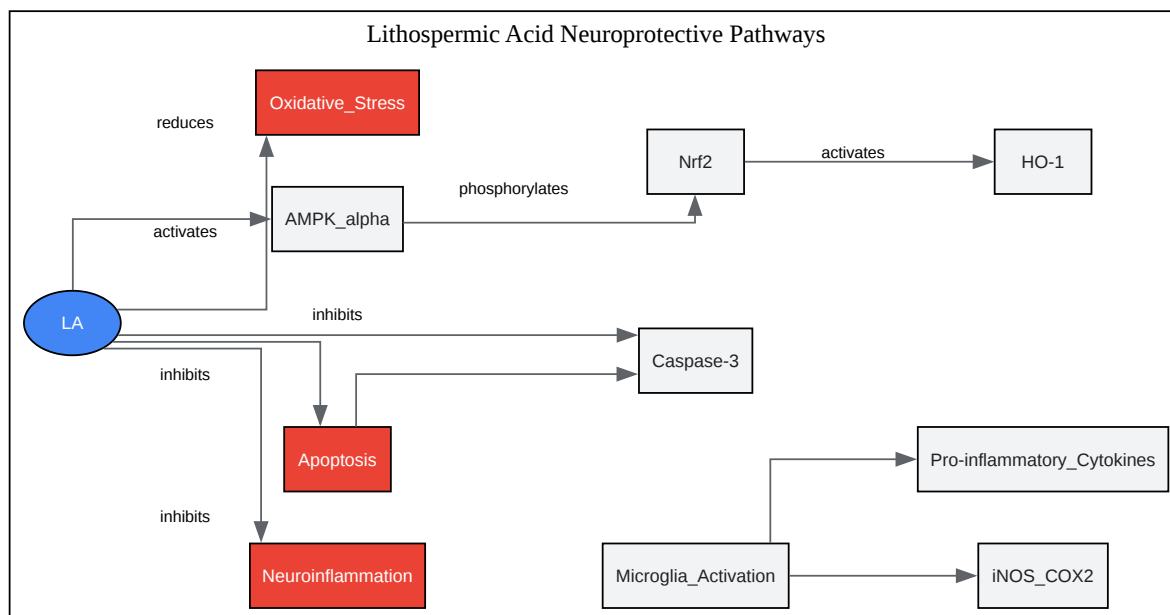 Lithospermic Acid Neuroprotective Pathways
Oxidative_Stress
reduces
Nrf2
activates
HO-1
phosphorylates
AMPK_alpha
activates
LA
inhibits
Caspase-3
inhibits
Apoptosis
Pro-inflammatory_Cytokines
inhibits
Neuroinflammation
Microglia_Activation
iNOS_COX2